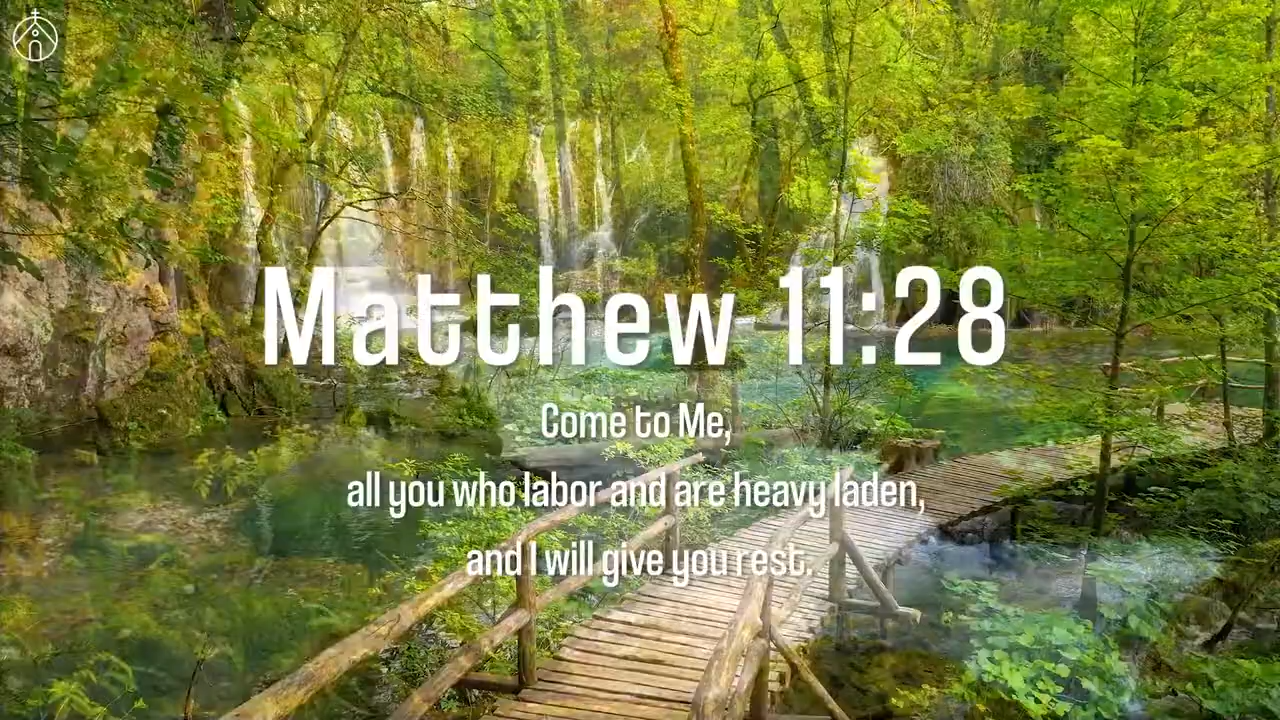 Matthew 11:28
Come to Me,
all you who labor and are heavy laden,
and I will give you rest.